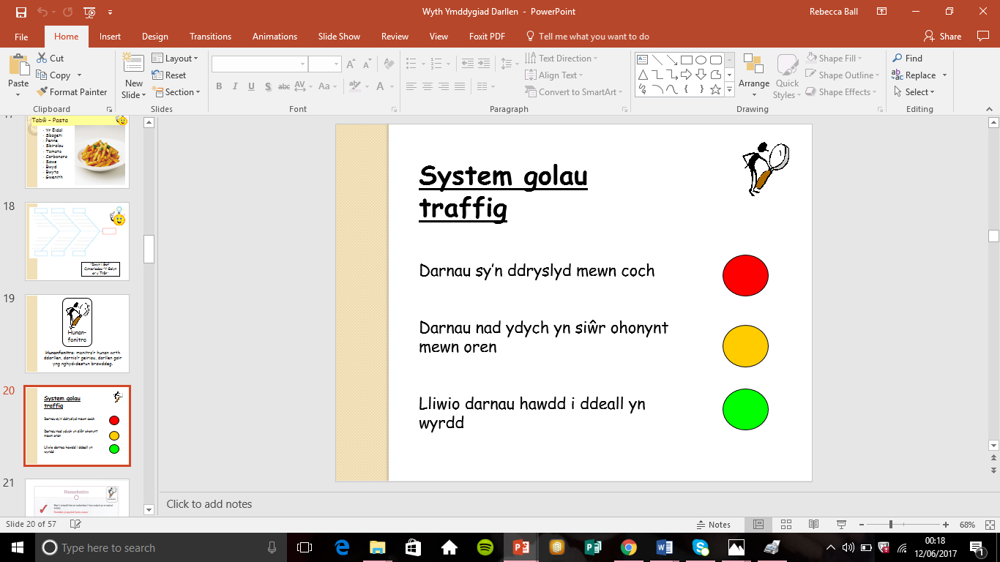 Wyth Ymddygiad Darllen - PowerPoint
Rebecca Ball
File
Home
Insert
Design
Transitions
Animations
Slide Show
Review
View
Foxit PDF
Tell me what you want to do
Share
Paste
Cut
Copy
Format Painter
Clipboard
New
Slide
Layout
Reset
Section
Slides
B I U S abc AV Aa A
Font
Text Direction
Align Text
Convert to SmartArt
Paragraph
Arrange
Quick
Styles
Shape Fill
Shape Outline
Shape Effects
Drawing
Find
Replace
Select
Editing
Tabŵ - Pasta
- Yr Eidal
- Sbageti
- Penne
- Sbiralau
- Tomato
- Carbonara
- Saws
- Bwyd
- Bwyta
- Gwenith
18
19
Hunan-
fonitro
Hunanfonitro: monitro'r hunan wrth
ddarllen, darnio'r geiriau, darllen gair
yng nghyd-destun brawddeg.
20
System golau
traffig
Darnau sy'n ddryslyd mewn coch
Darnau nad ydych yn siŵr ohonynt
mewn oren
Lliwio darnau hawdd i ddeall yn
wyrdd
21
Hunanfonitro
System golau
traffig
Darnau sy'n ddryslyd mewn coch
Darnau nad ydych yn siŵr ohonynt
mewn oren
Lliwio darnau hawdd i ddeall yn
wyrdd
Click to add notes
Slide 20 of 57
Notes
68%
Type here to search
00:18
12/06/2017
1